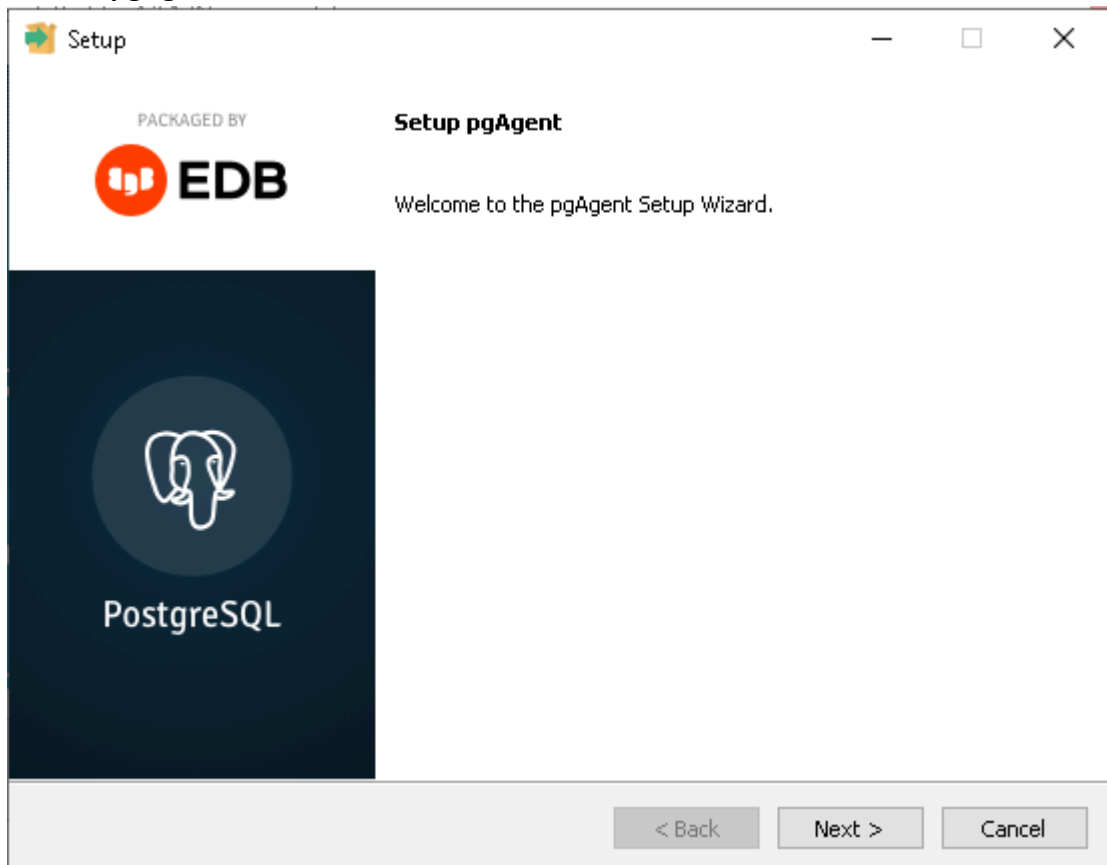 Setup
PACKAGED BY
EDB
Setup pgAgent
Welcome to the pgAgent Setup Wizard.
PostgreSQL
< Back
Next >
Cancel